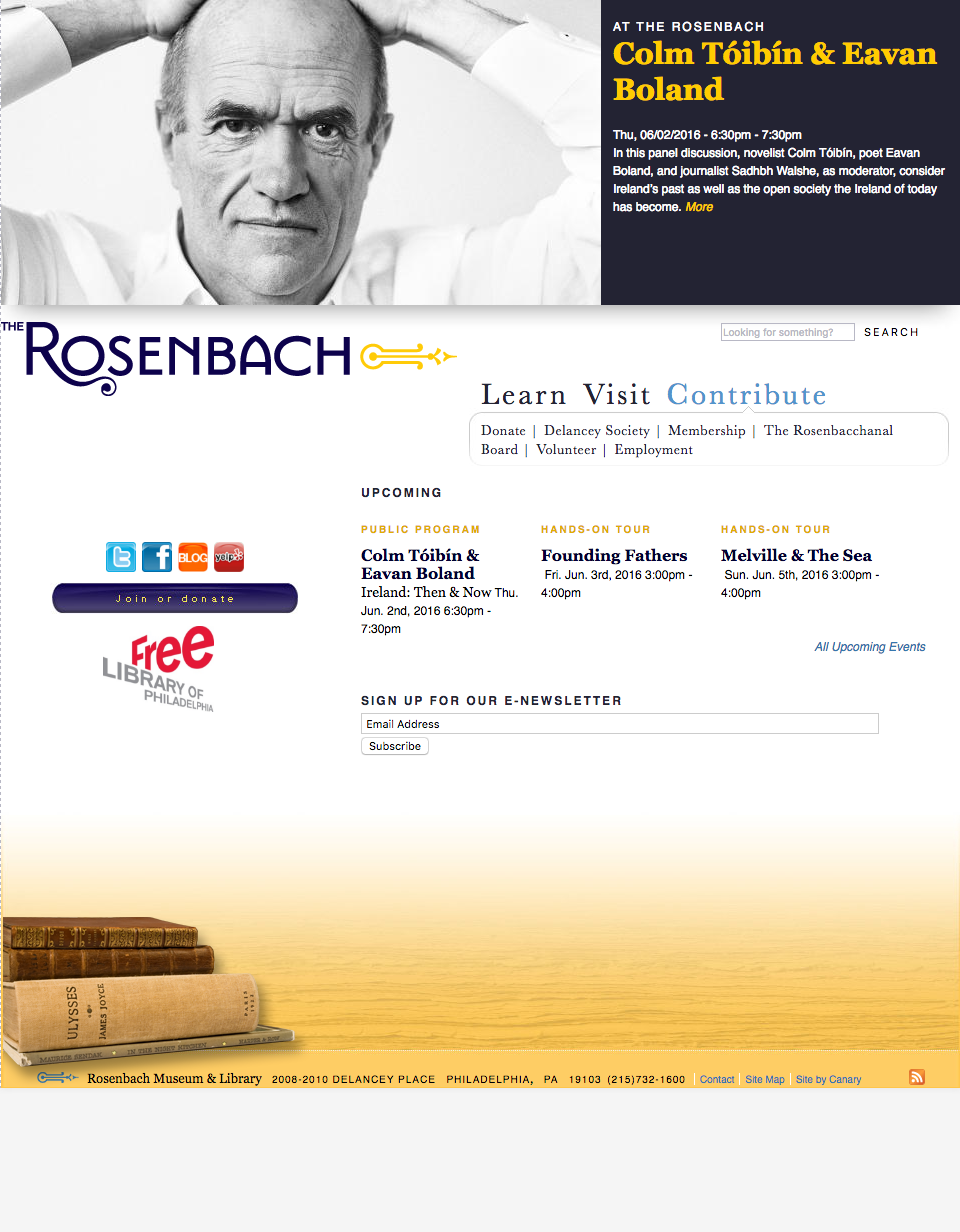 AT THE ROSENBACH
Colm Tóibín & Eavan
Boland
Thu, 06/02/2016 - 6:30pm - 7:30pm
In this panel discussion, novelist Colm Tóibín, poet Eavan
Boland, and journalist Sadhbh Walshe, as moderator, consider
Ireland's past as well as the open society the Ireland of today
has become. More
THE ROSENBACH
Looking for something? SEARCH
Learn Visit Contribute
Donate | Delancey Society | Membership | The Rosenbacchanal
Board | Volunteer | Employment
UPCOMING
PUBLIC PROGRAM
Colm Tóibín &
Eavan Boland
Ireland: Then & Now Thu.
Jun. 2nd, 2016 6:30pm -
7:30pm
HANDS-ON TOUR
Founding Fathers
Fri. Jun. 3rd, 2016 3:00pm -
4:00pm
HANDS-ON TOUR
Melville & The Sea
Sun. Jun. 5th, 2016 3:00pm -
4:00pm
All Upcoming Events
BLOG
yelp
Join or donate
Free
LIBRARY OF
PHILADELPHIA
SIGN UP FOR OUR E-NEWSLETTER
Email Address
Subscribe
ULYSSES
JAMES JOYCE
PARIS
1922
MAURICE SENDAK • IN THE NIGHT KITCHEN • HARPER & ROW
Rosenbach Museum & Library 2008-2010 DELANCEY PLACE PHILADELPHIA, PA 19103 (215)732-1600 | Contact | Site Map | Site by Canary